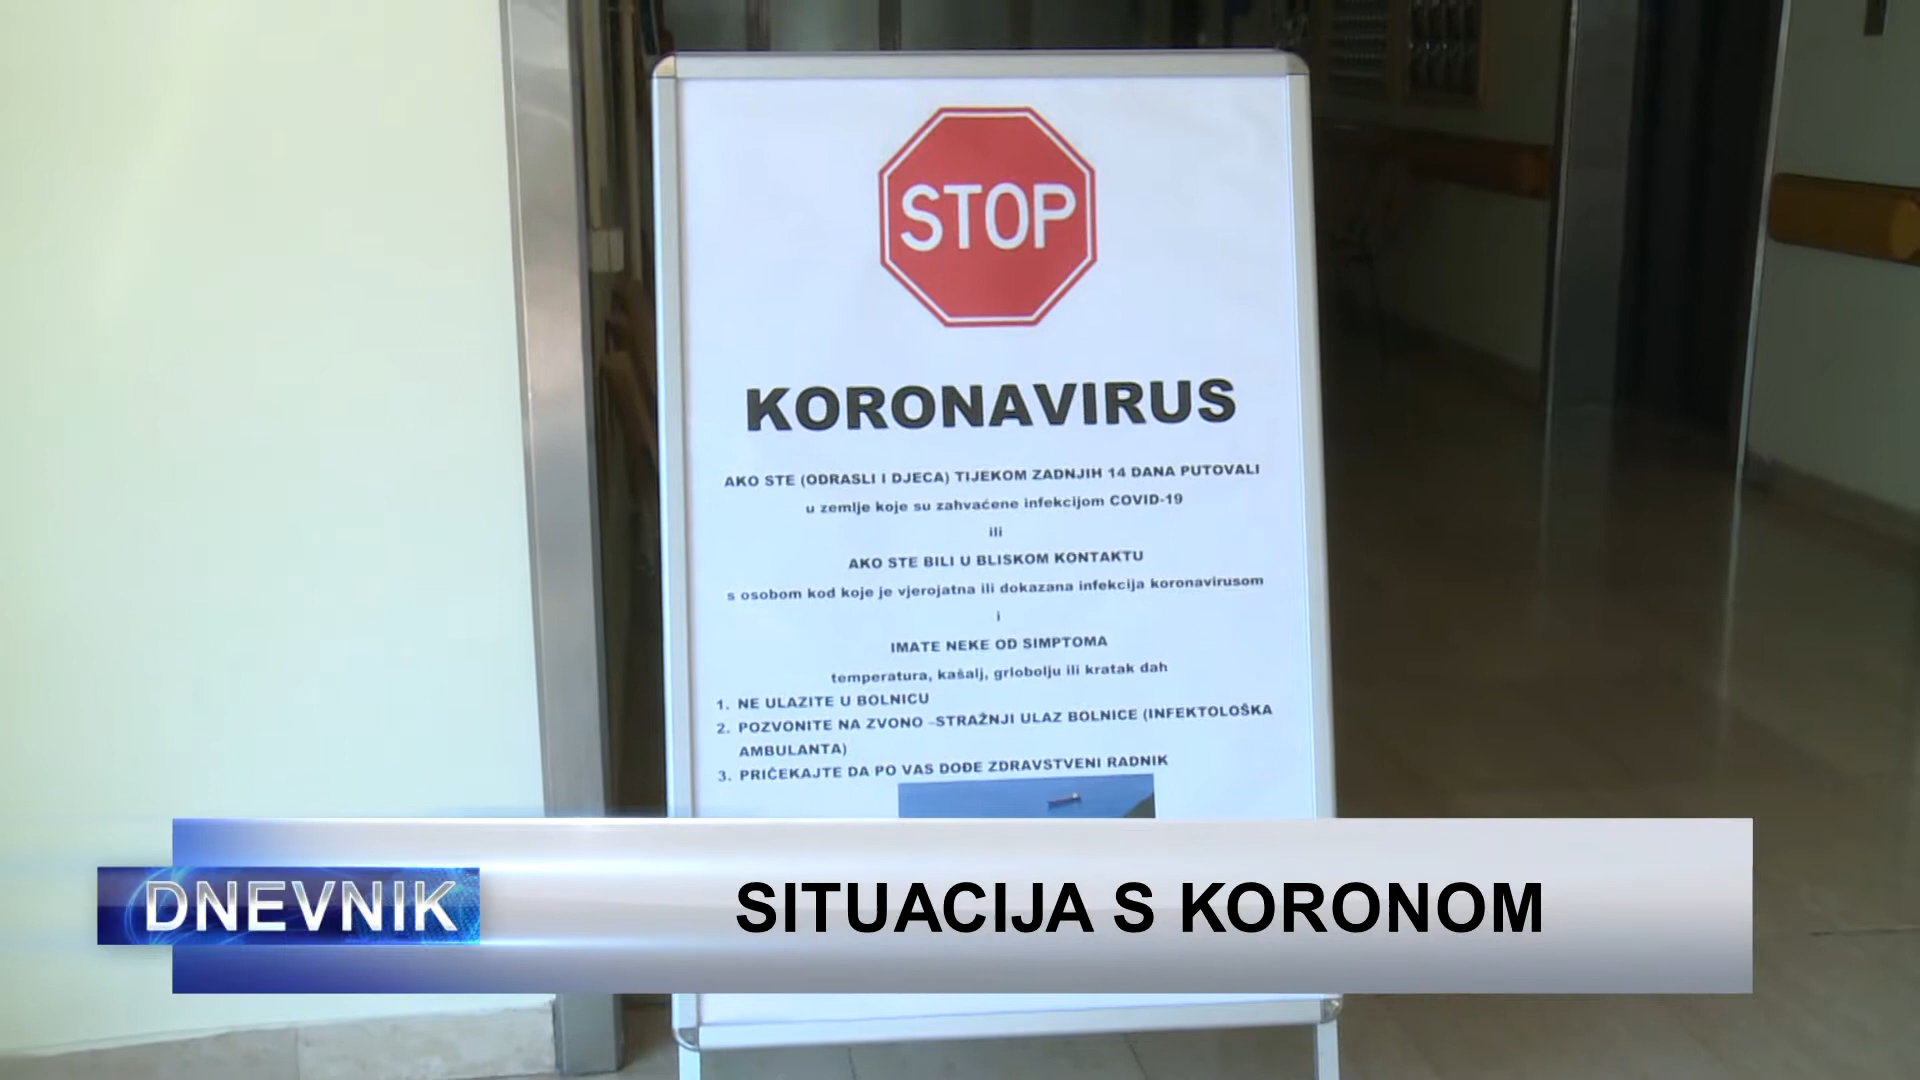 STOP
KORONAVIRUS
AKO STE (ODRASLI I DJECA) TIJEKOM ZADNJIH 14 DANA PUTOVALI
u zemlje koje su zahvaćene infekcijom COVID-19
ili
AKO STE BILI U BLISKOM KONTAKTU
s osobom kod koje je vjerojatna ili dokazana infekcija koronavirusom
i
IMATE NEKE OD SIMPTOMA
temperatura, kašalj, grlobolju ili kratak dah
1. NE ULAZITE U BOLNICU
2. POZVONITE NA ZVONO –STRAŽNJI ULAZ BOLNICE (INFEKTOLOŠKA
AMBULANTA)
3. PRIČEKAJTE DA PO VAS DOĐE ZDRAVSTVENI RADNIK
DNEVNIK
SITUACIJA S KORONOM